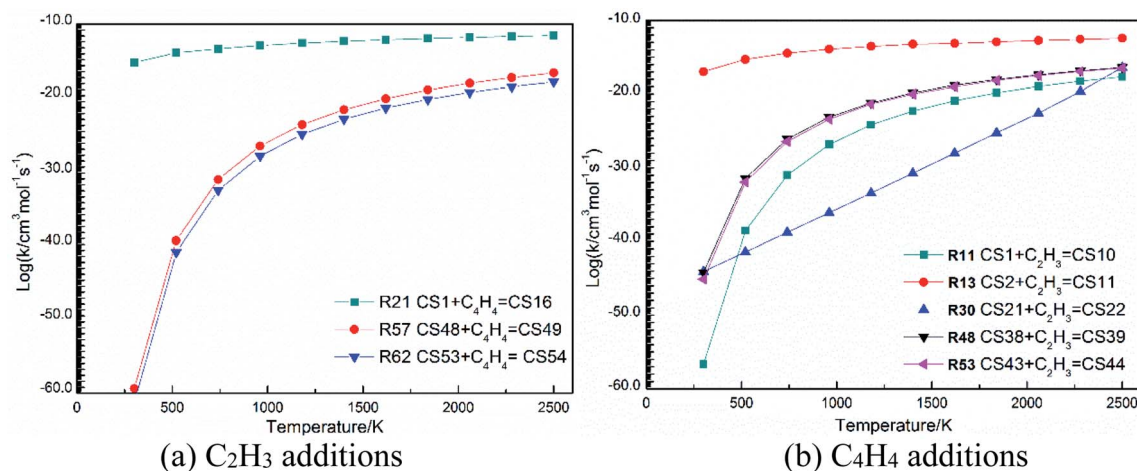 -10.0
-20.0
-30.0
-40.0
-50.0
-60.0
Log(k/cm³mol⁻¹s⁻¹)
R21 CS1+C₄H₄=CS16
R57 CS48+C₄H₄=CS49
R62 CS53+C₄H₄= CS54
0 500 1000 1500 2000 2500
Temperature/K
(a) C₂H₃ additions
-10.0
-20.0
-30.0
-40.0
-50.0
-60.0
Log(k/cm³mol⁻¹s⁻¹)
R11 CS1+C₂H₃=CS10
R13 CS2+C₂H₃=CS11
R30 CS21+C₂H₃=CS22
R48 CS38+C₂H₃=CS39
R53 CS43+C₂H₃=CS44
0 500 1000 1500 2000 2500
Temperature/K
(b) C₄H₄ additions